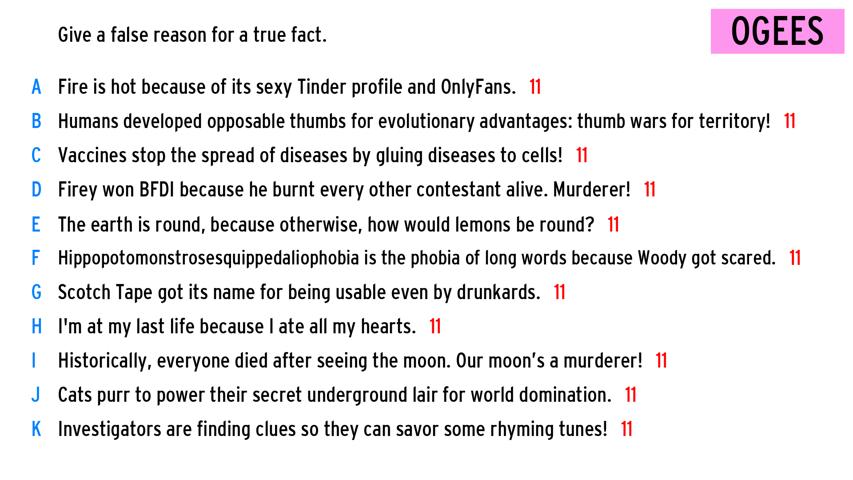 Give a false reason for a true fact.
OGEES
A Fire is hot because of its sexy Tinder profile and OnlyFans. 11
B Humans developed opposable thumbs for evolutionary advantages: thumb wars for territory! 11
C Vaccines stop the spread of diseases by gluing diseases to cells! 11
D Firey won BFDI because he burnt every other contestant alive. Murderer! 11
E The earth is round, because otherwise, how would lemons be round? 11
F Hippopotomonstrosesquippedaliophobia is the phobia of long words because Woody got scared. 11
G Scotch Tape got its name for being usable even by drunkards. 11
H I'm at my last life because I ate all my hearts. 11
I Historically, everyone died after seeing the moon. Our moon’s a murderer! 11
J Cats purr to power their secret underground lair for world domination. 11
K Investigators are finding clues so they can savor some rhyming tunes! 11